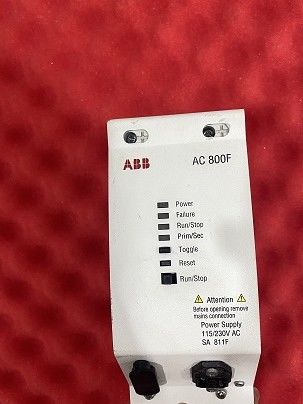 ABB AC 800F
Power
Failure
Run/Stop
Prim/Sec
Toggle
Reset
Run/Stop
Attention
Before opening remove
mains connection
Power Supply
115/230V AC
SA 811F